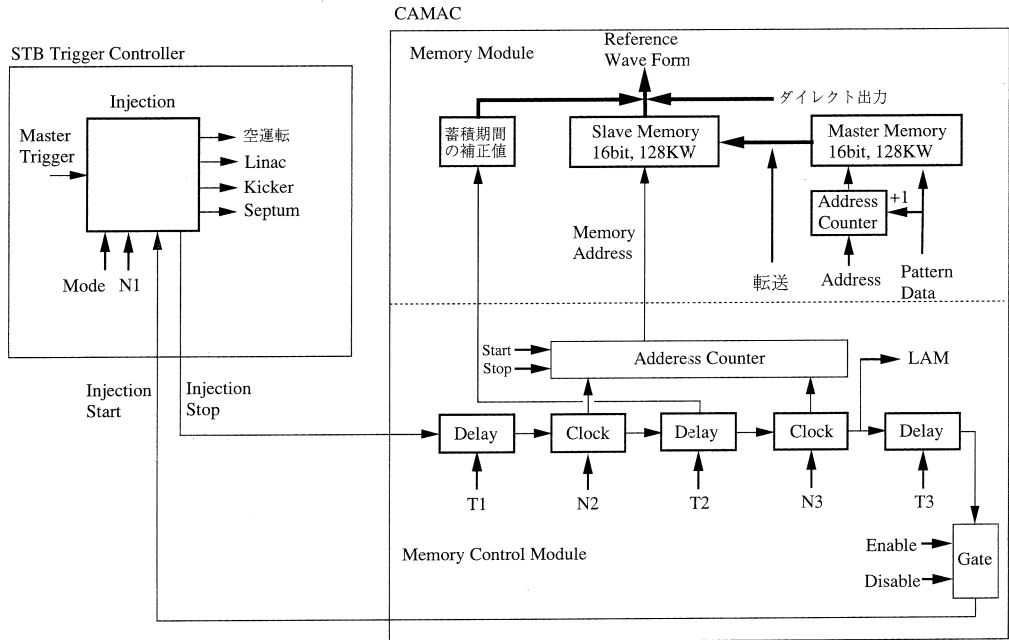 CAMAC
STB Trigger Controller
Injection
Master
Trigger
空運転
Linac
Kicker
Septum
Mode
N1
Injection
Start
Injection
Stop
Memory Module
Reference
Wave Form
ダイレクト出力
蓄積期間
の補正値
Slave Memory
16bit, 128KW
Master Memory
16bit, 128KW
Address
Counter
+1
Memory
Address
転送
Address
Pattern
Data
Start
Stop
Adderess Counter
LAM
Delay
Clock
Delay
Clock
Delay
T1
N2
T2
N3
T3
Memory Control Module
Enable
Disable
Gate